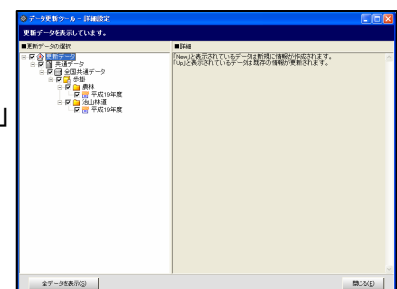 データ更新ツール - 詳細設定
更新データを表示しています。
■更新データの選択
■詳細
更新データ
共通データ
全国共通データ
歩掛
農林
平成19年度
治山林道
平成19年度
「New」と表示されているデータは新規に情報が作成されます。
「Up」と表示されているデータは既存の情報が更新されます。
」
全データを表示(S)
閉じる(E)